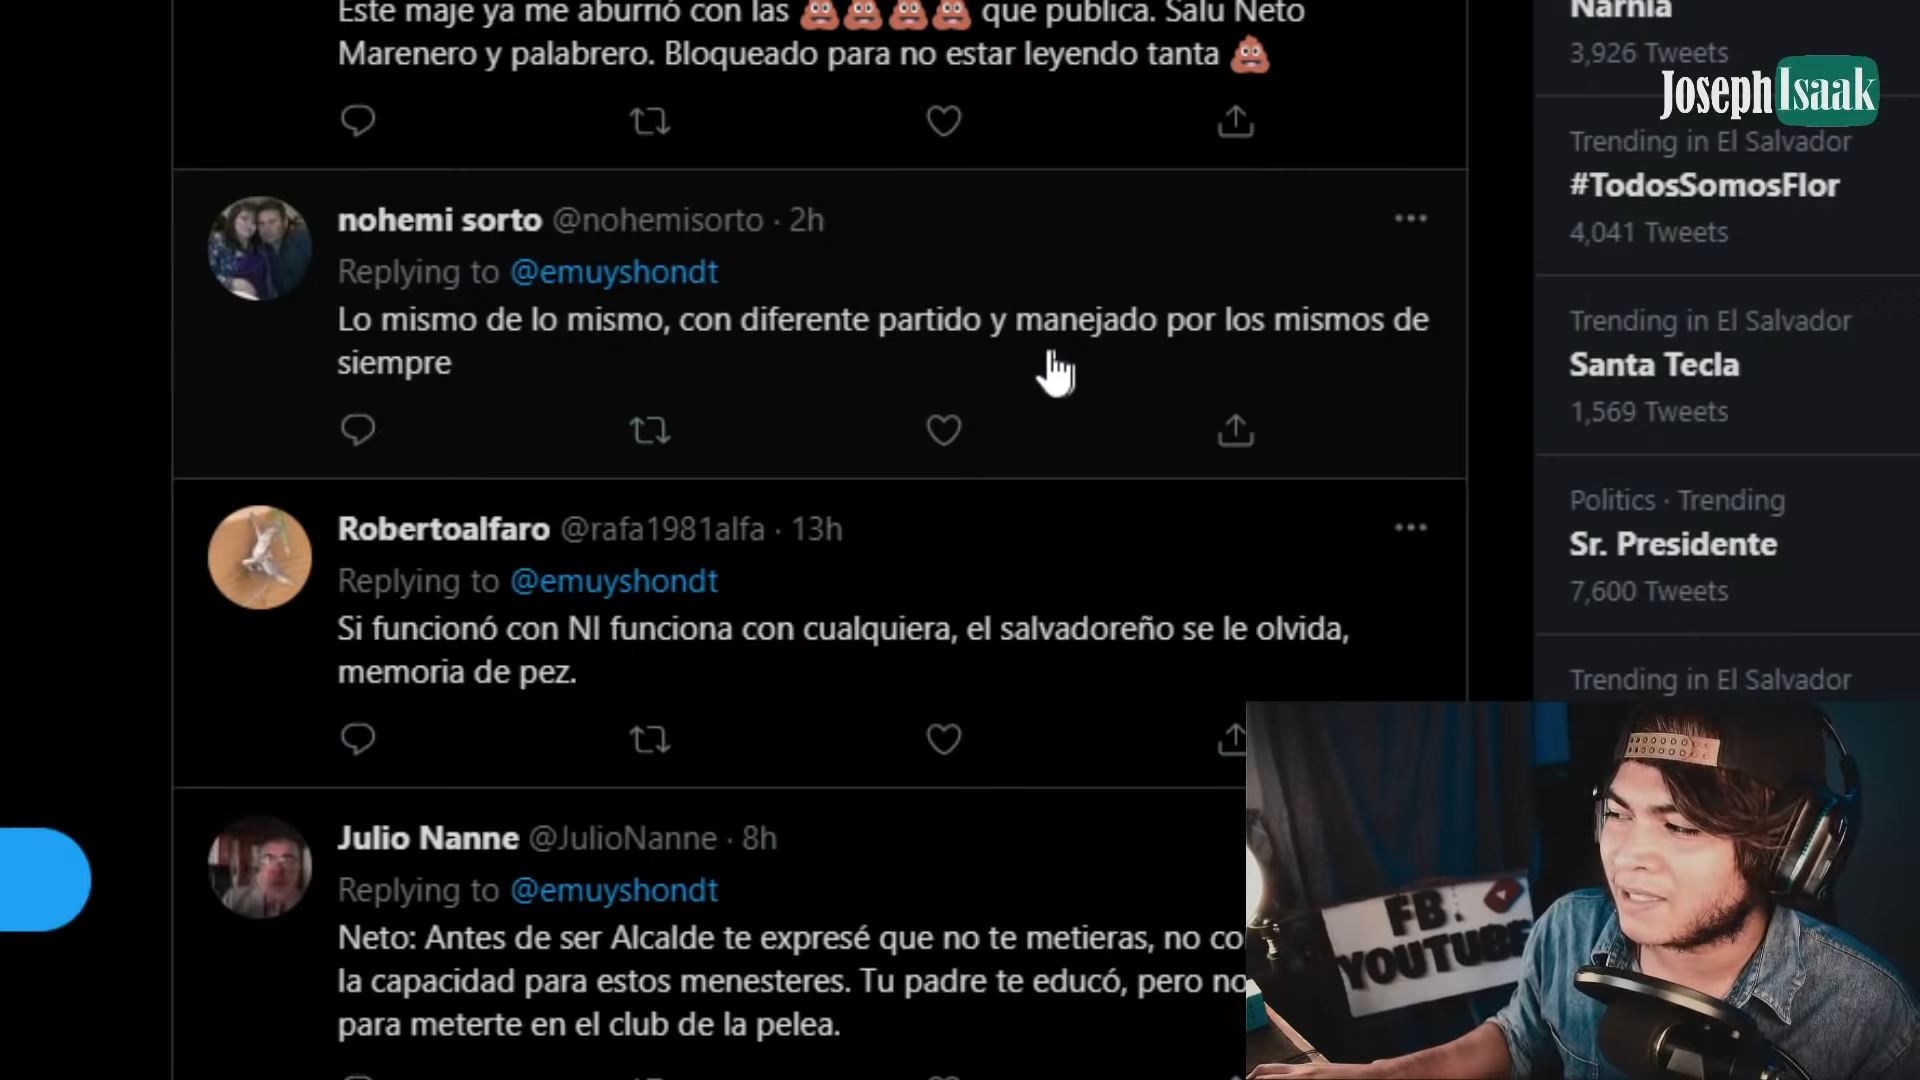 Este maje ya me aburrió con las 💩💩💩💩 que publica. Salu Neto
Marenero y palabrero. Bloqueado para no estar leyendo tanta 💩
nohemi sorto @nohemisorto · 2h
Replying to @emuyshondt
Lo mismo de lo mismo, con diferente partido y manejado por los mismos de
siempre
Robertoalfaro @rafa1981alfa · 13h
Replying to @emuyshondt
Si funcionó con NI funciona con cualquiera, el salvadoreño se le olvida,
memoria de pez.
Julio Nanne @JulioNanne · 8h
Replying to @emuyshondt
Neto: Antes de ser Alcalde te expresé que no te metieras, no co
la capacidad para estos menesteres. Tu padre te educó, pero no
para meterte en el club de la pelea.
Narnia
3,926 Tweets
JosephIsaak
Trending in El Salvador
#TodosSomosFlor
4,041 Tweets
Trending in El Salvador
Santa Tecla
1,569 Tweets
Politics · Trending
Sr. Presidente
7,600 Tweets
Trending in El Salvador
FB.
YOUTUBE